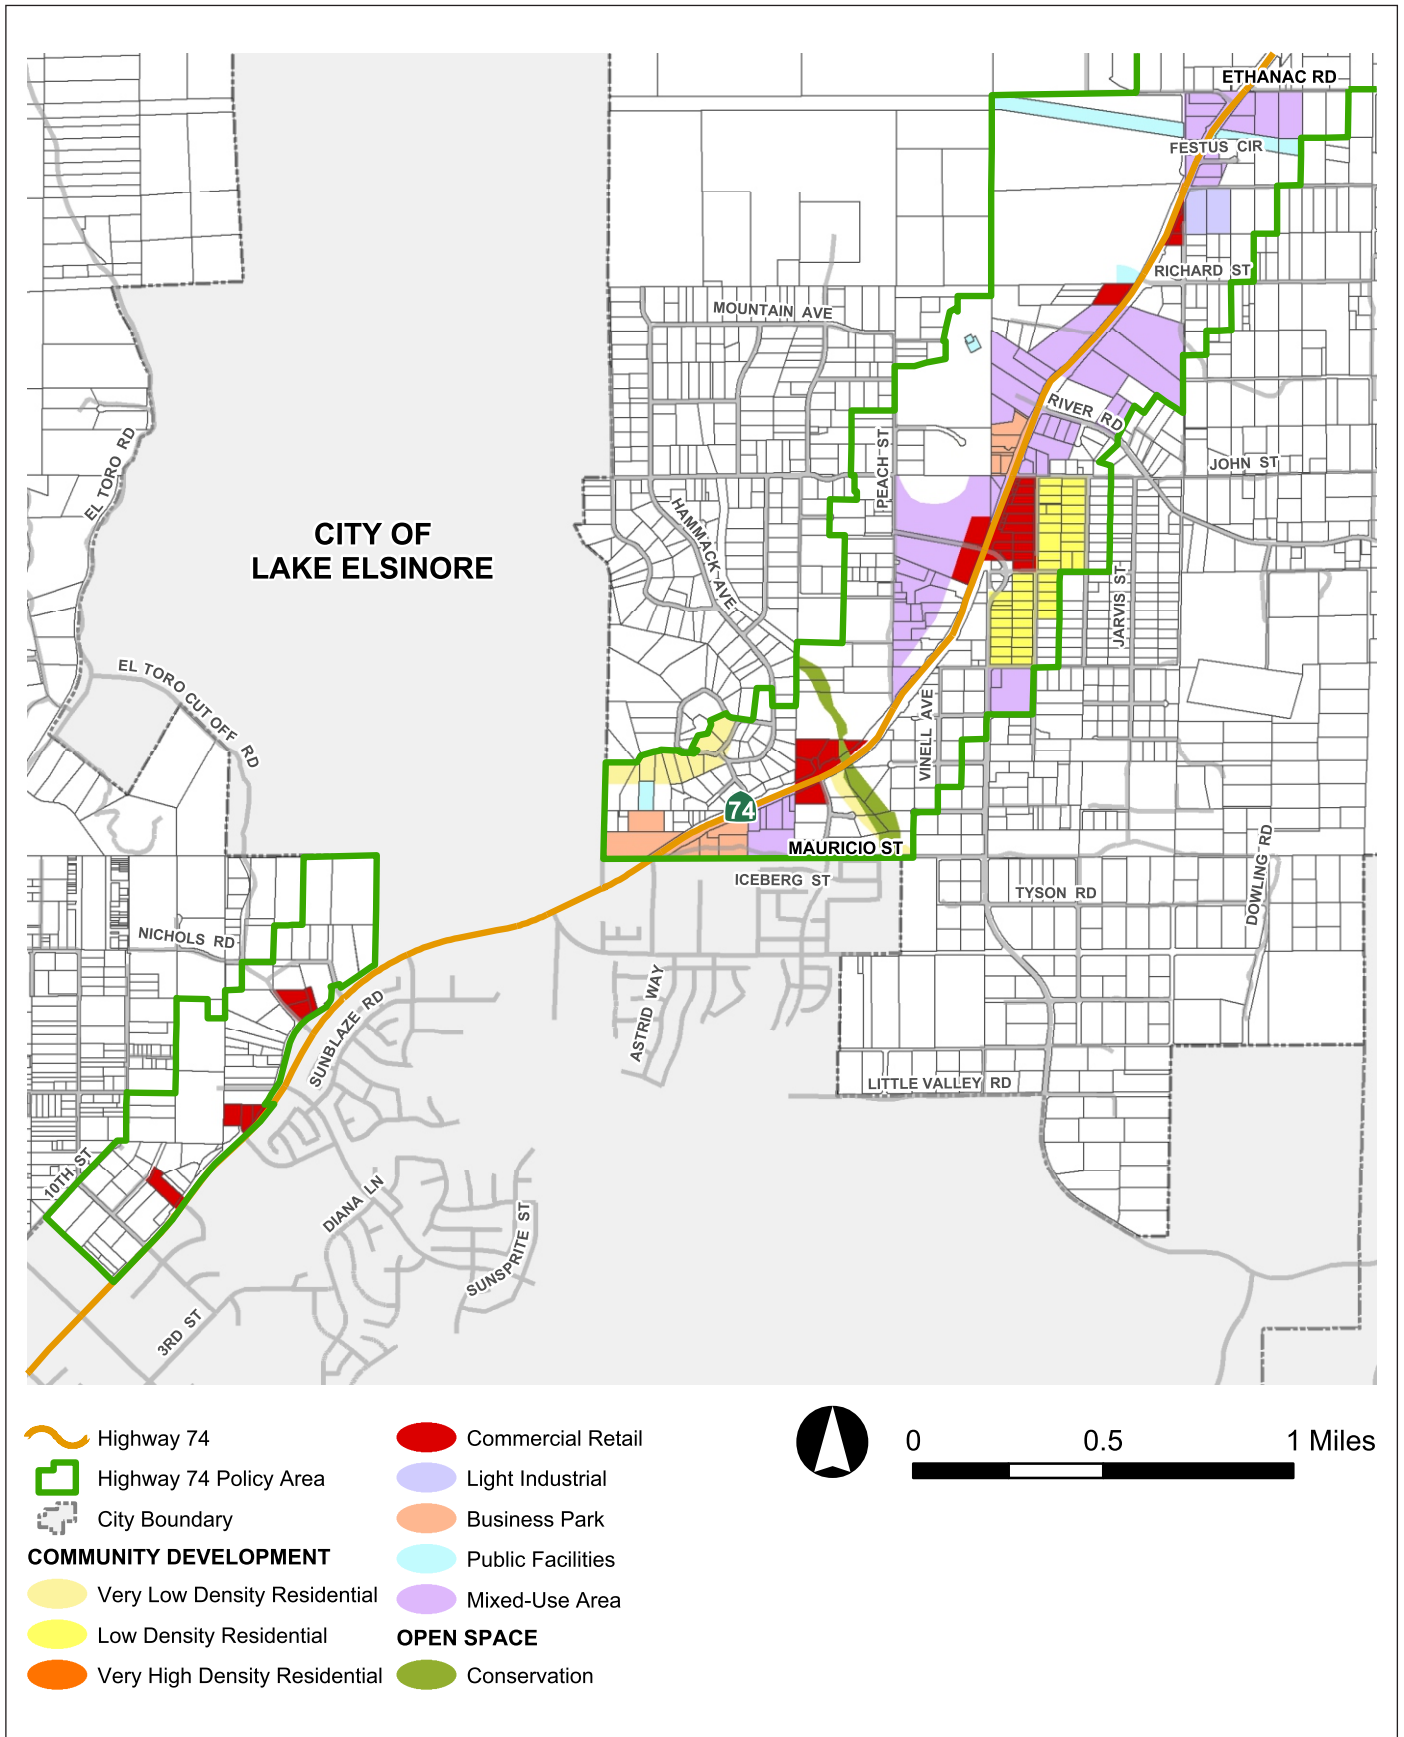 ETHANAC RD
FESTUS CIR
RICHARD ST
MOUNTAIN AVE
RIVER RD
JOHN ST
PEACH ST
EL TORO RD
HAMMACK AVE
CITY OF
LAKE ELSINORE
JARVIS ST
EL TORO CUT OFF RD
VINELL AVE
74
MAURICIO ST
ICEBERG ST
DOWLING RD
TYSON RD
NICHOLS RD
ASTRID WAY
SUNBLAZE RD
LITTLE VALLEY RD
10TH ST
DIANA LN
SUNSPRITE ST
3RD ST
Highway 74
Highway 74 Policy Area
City Boundary
COMMUNITY DEVELOPMENT
Very Low Density Residential
Low Density Residential
Very High Density Residential
Commercial Retail
Light Industrial
Business Park
Public Facilities
Mixed-Use Area
OPEN SPACE
Conservation
0 0.5 1 Miles